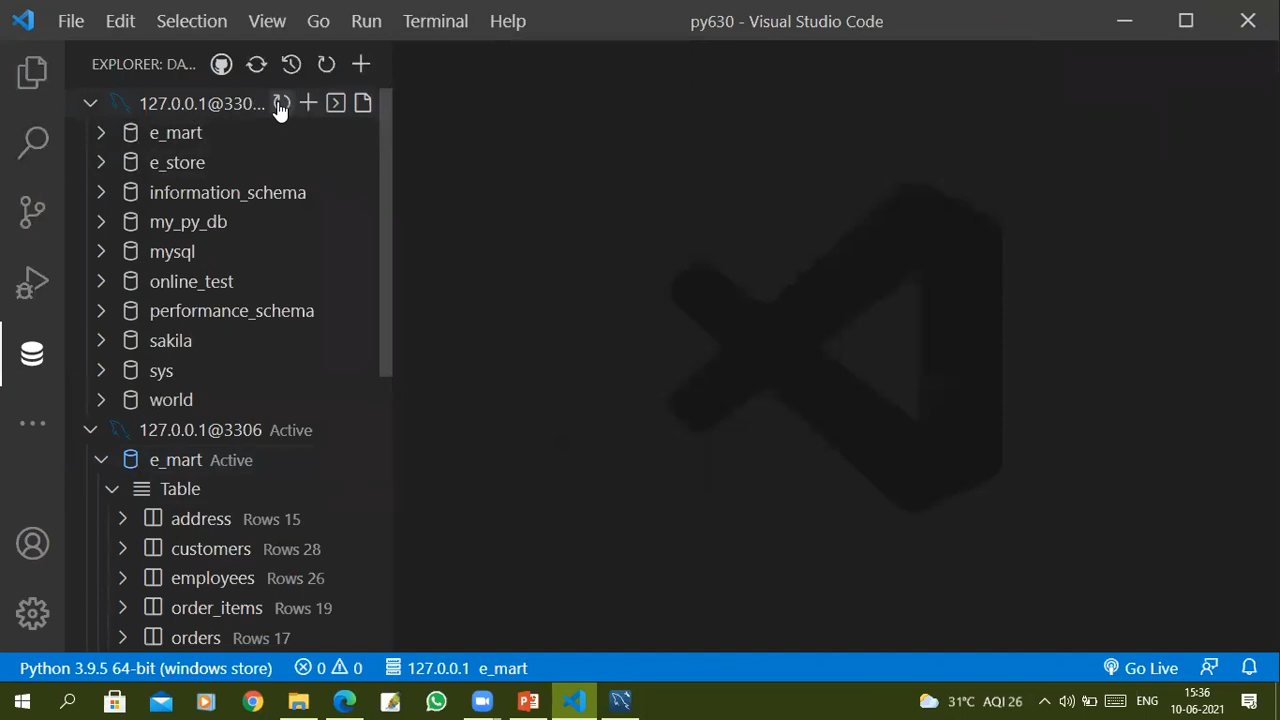 File Edit Selection View Go Run Terminal Help py630 - Visual Studio Code
EXPLORER: DA...
127.0.0.1@330...
e_mart
e_store
information_schema
my_py_db
mysql
online_test
performance_schema
sakila
sys
world
127.0.0.1@3306 Active
e_mart Active
Table
address Rows 15
customers Rows 28
employees Rows 26
order_items Rows 19
orders Rows 17
Python 3.9.5 64-bit (windows store) 0 0 127.0.0.1 e_mart Go Live
31°C AQI 26 ENG 15:36
10-06-2021